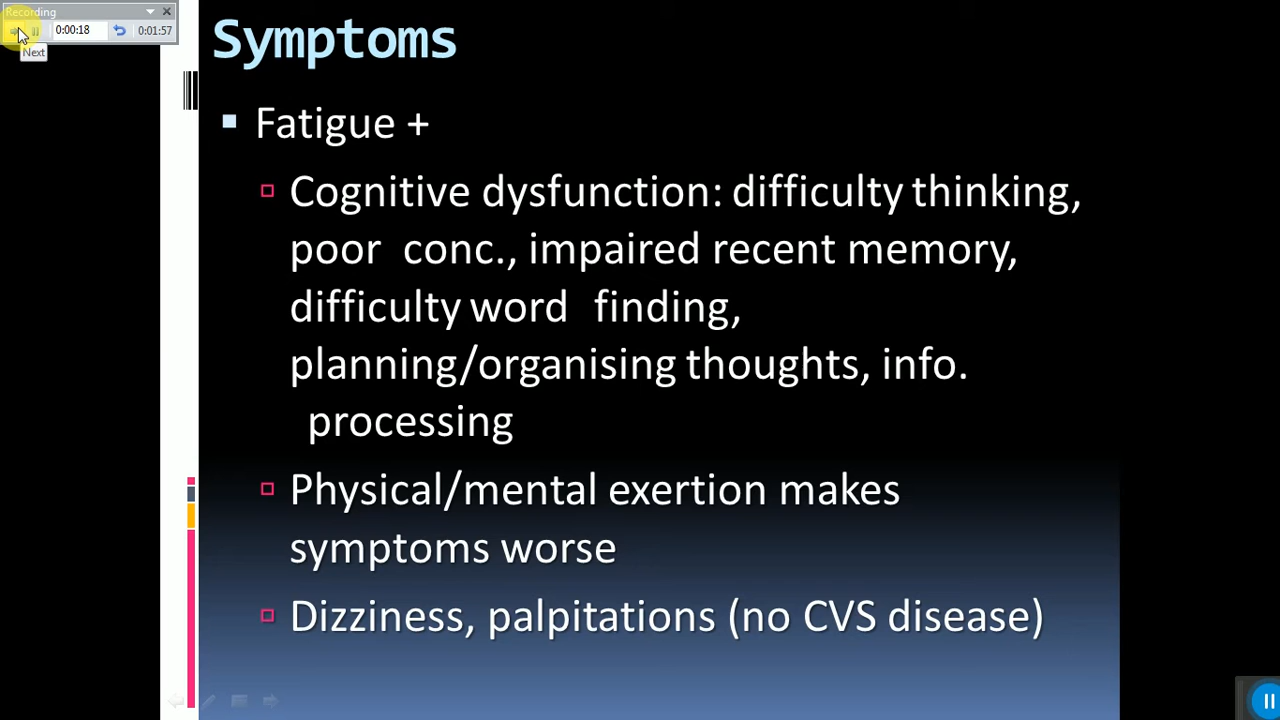 Recording
0:00:18
0:01:57
Next
Symptoms
Fatigue +
Cognitive dysfunction: difficulty thinking,
poor conc., impaired recent memory,
difficulty word finding,
planning/organising thoughts, info.
processing
Physical/mental exertion makes
symptoms worse
Dizziness, palpitations (no CVS disease)